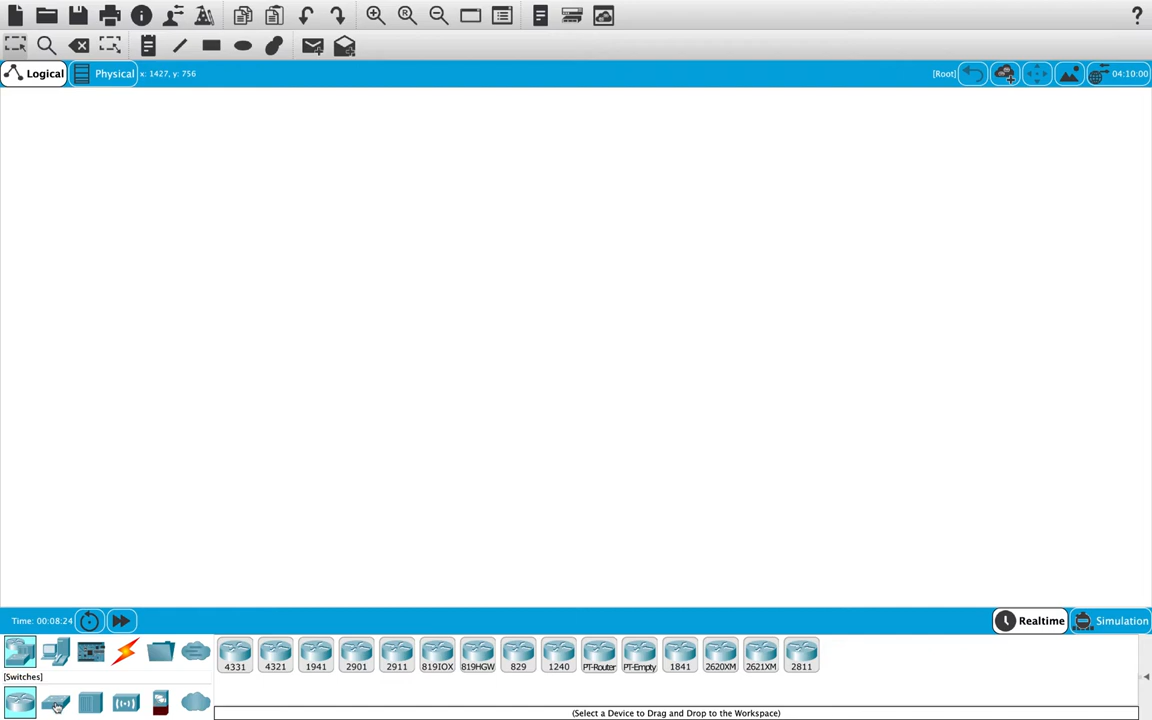 ?
Logical
Physical
x: 1427, y: 756
[Root]
04:10:00
Time: 00:08:24
Realtime
Simulation
4331
4321
1941
2901
2911
819IOX
819HGW
829
1240
PT-Router
PT-Empty
1841
2620XM
2621XM
2811
[Switches]
(Select a Device to Drag and Drop to the Workspace)